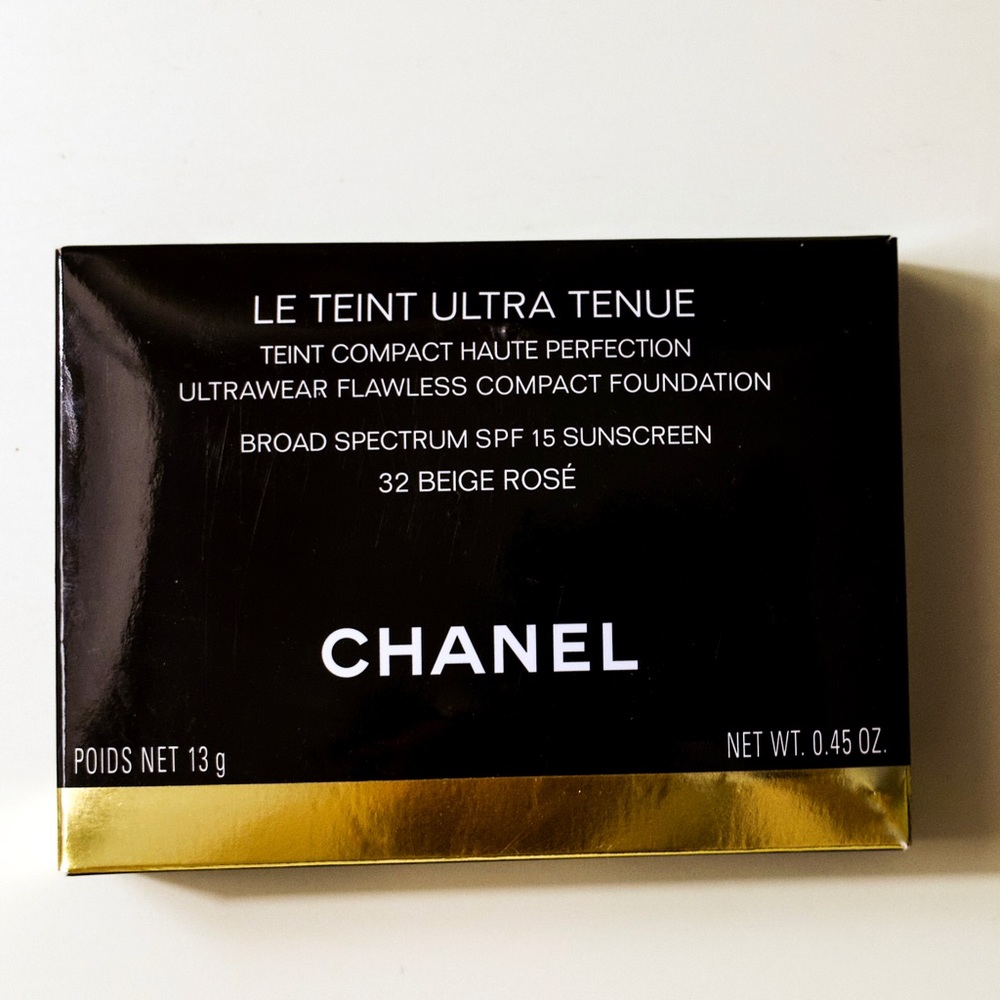 LE TEINT ULTRA TENUE
TEINT COMPACT HAUTE PERFECTION
ULTRAWEAR FLAWLESS COMPACT FOUNDATION
BROAD SPECTRUM SPF 15 SUNSCREEN
32 BEIGE ROSÉ
CHANEL
POIDS NET 13 g
NET WT. 0.45 OZ.